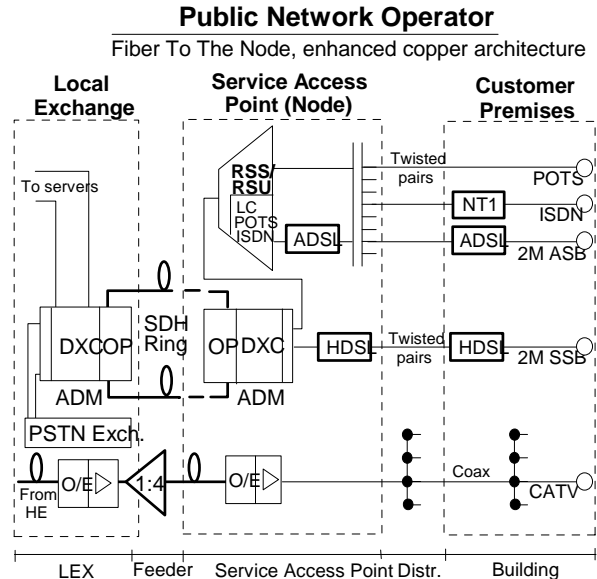 Public Network Operator
Fiber To The Node, enhanced copper architecture
Local
Exchange
Service Access
Point (Node)
Customer
Premises
To servers
RSS/
RSU
LC
POTS
ISDN
ADSL
Twisted
pairs
POTS
NT1
ISDN
ADSL
2M ASB
DXC
OP
SDH
Ring
OP
DXC
HDSL
Twisted
pairs
HDSL
2M SSB
ADM
ADM
PSTN Exch.
From
HE
O/E
1:4
O/E
Coax
CATV
LEX
Feeder
Service Access Point Distr.
Building